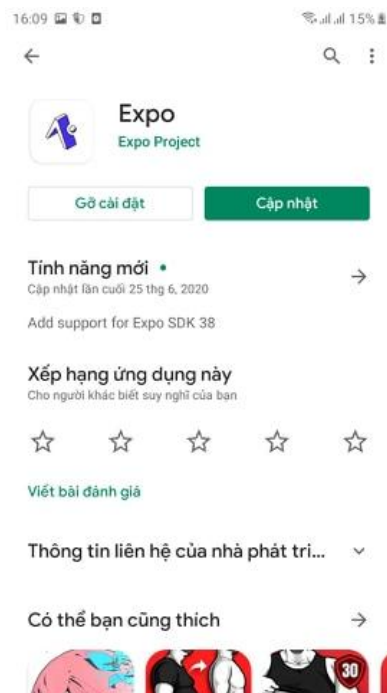 16:09 15%
Expo
Expo Project
Gỡ cài đặt Cập nhật
Tính năng mới •
Cập nhật lần cuối 25 thg 6, 2020
Add support for Expo SDK 38
Xếp hạng ứng dụng này
Cho người khác biết suy nghĩ của bạn
Viết bài đánh giá
Thông tin liên hệ của nhà phát tri...
Có thể bạn cũng thích
30